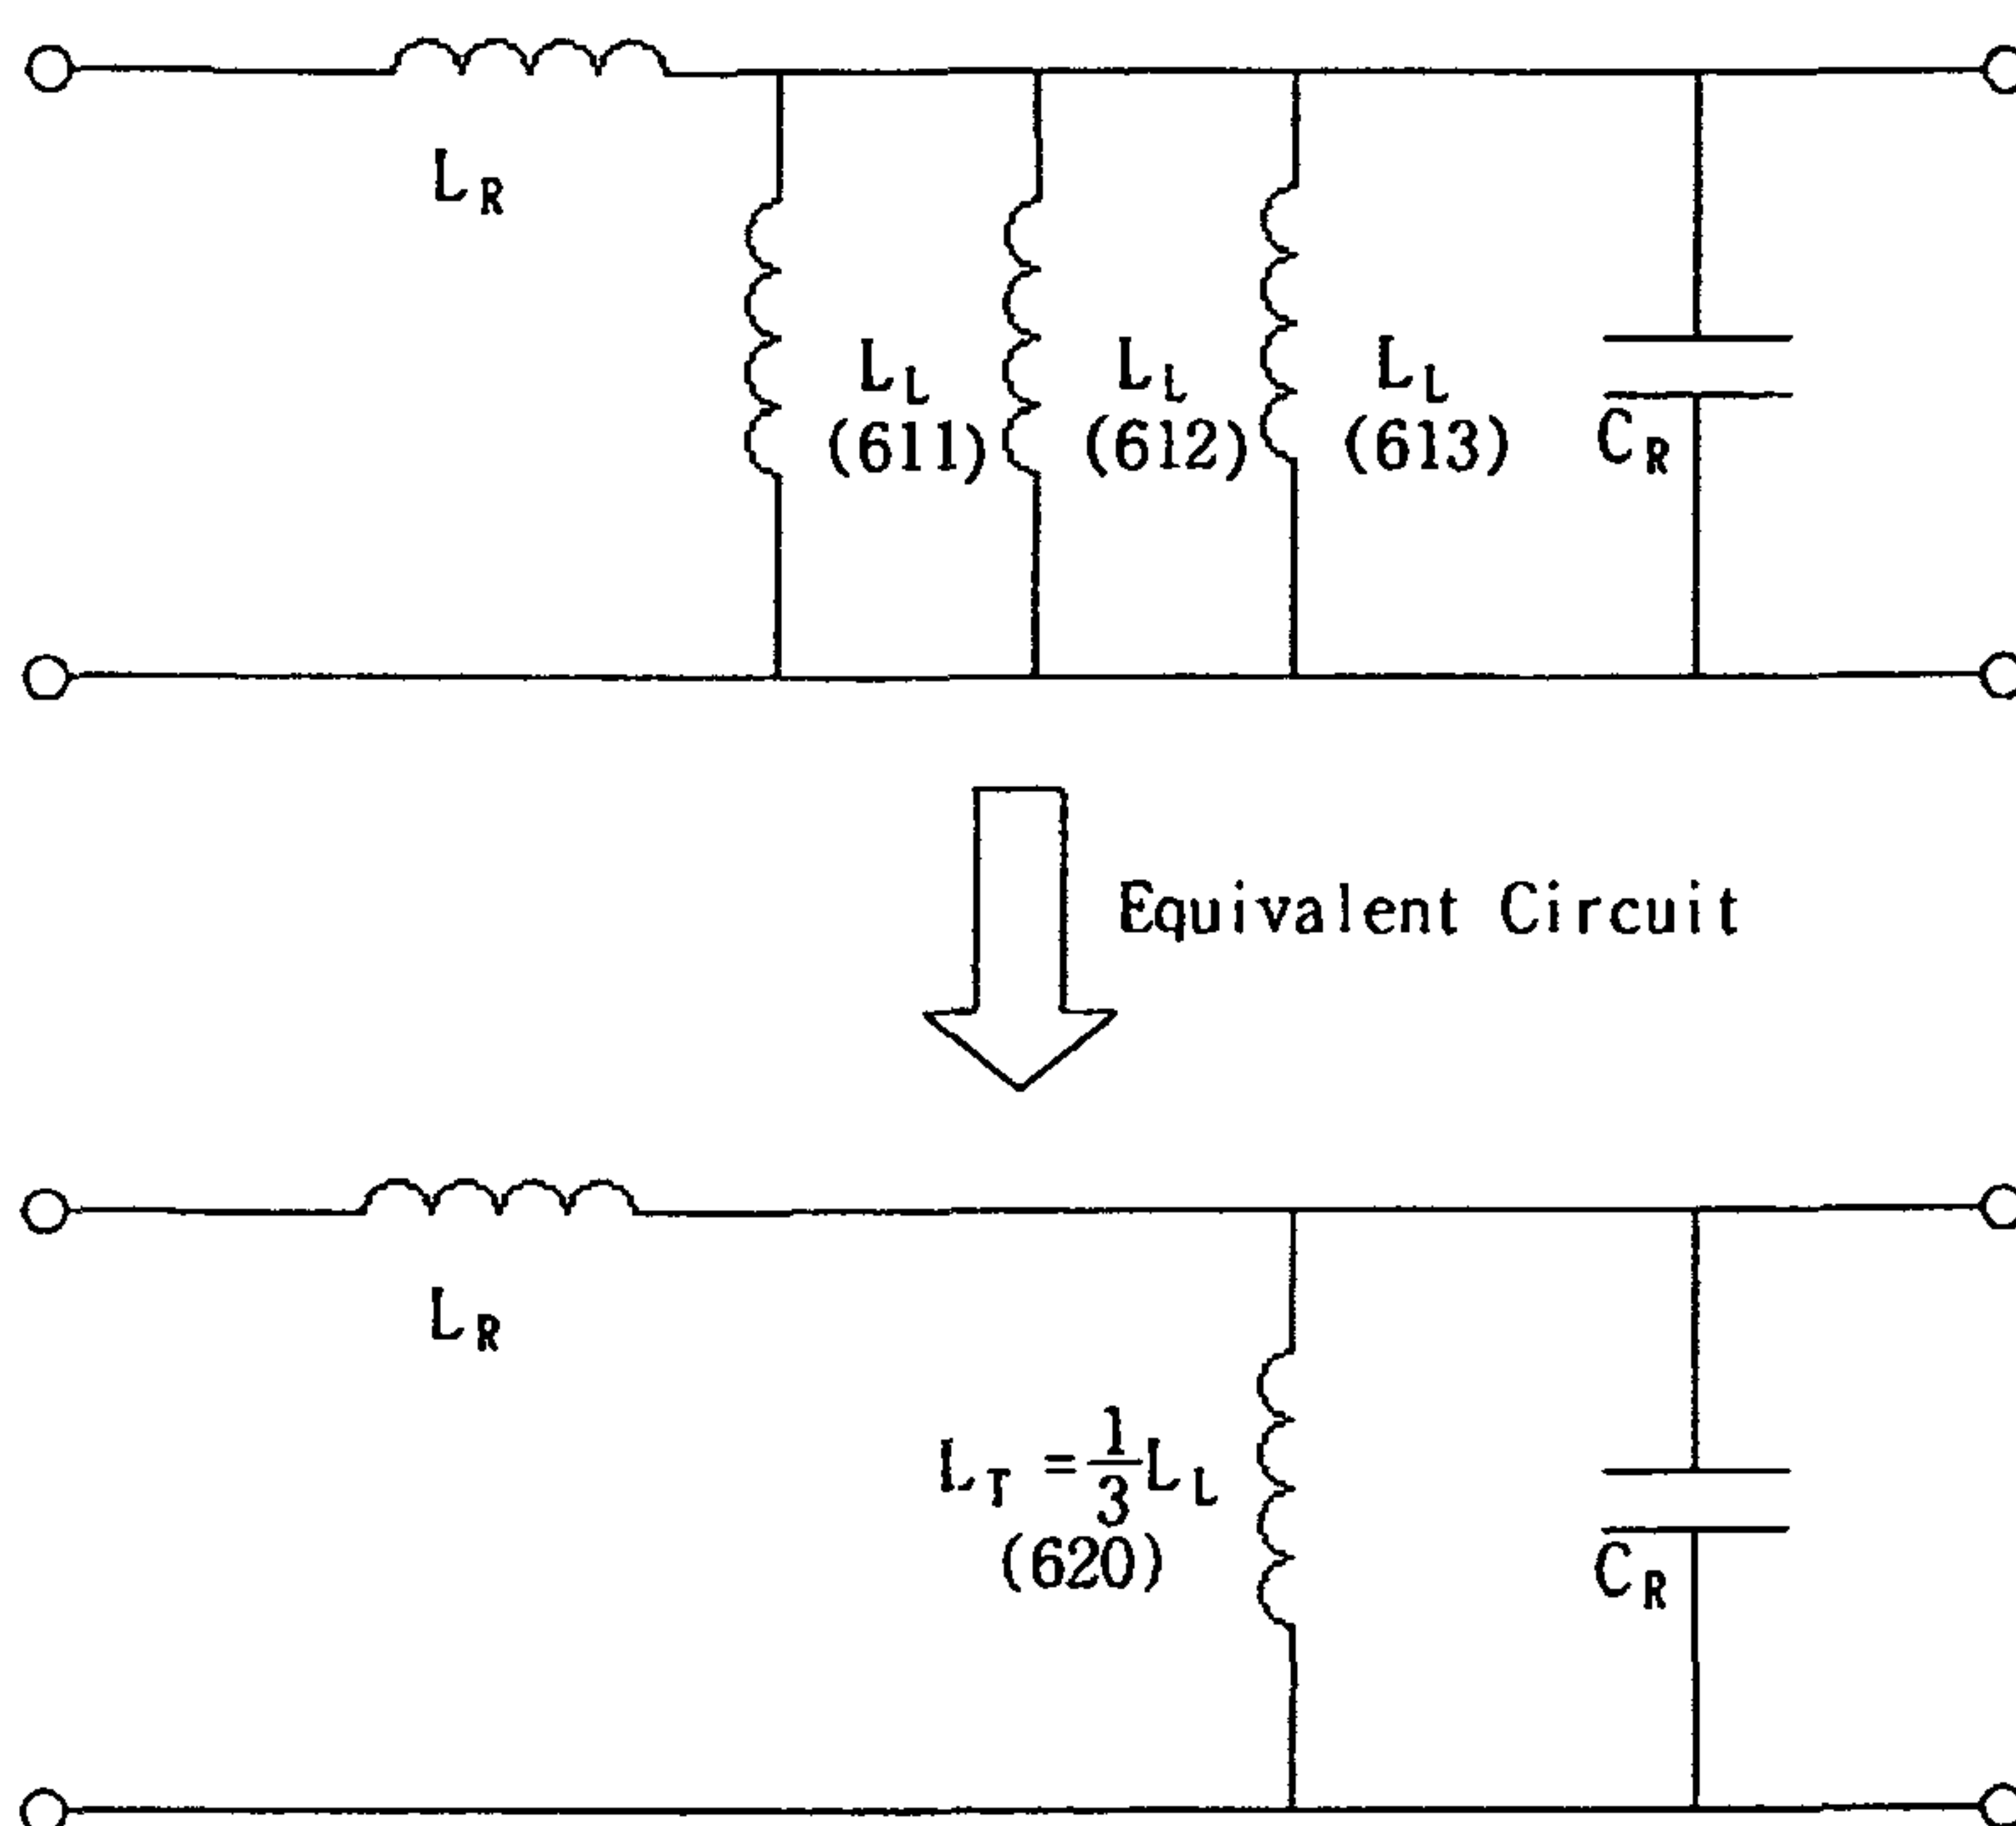 L_R
L_L L_L L_L
(611) (612) (613) C_R
Equivalent Circuit
L_R
L_T = 1/3 L_L
(620)
C_R